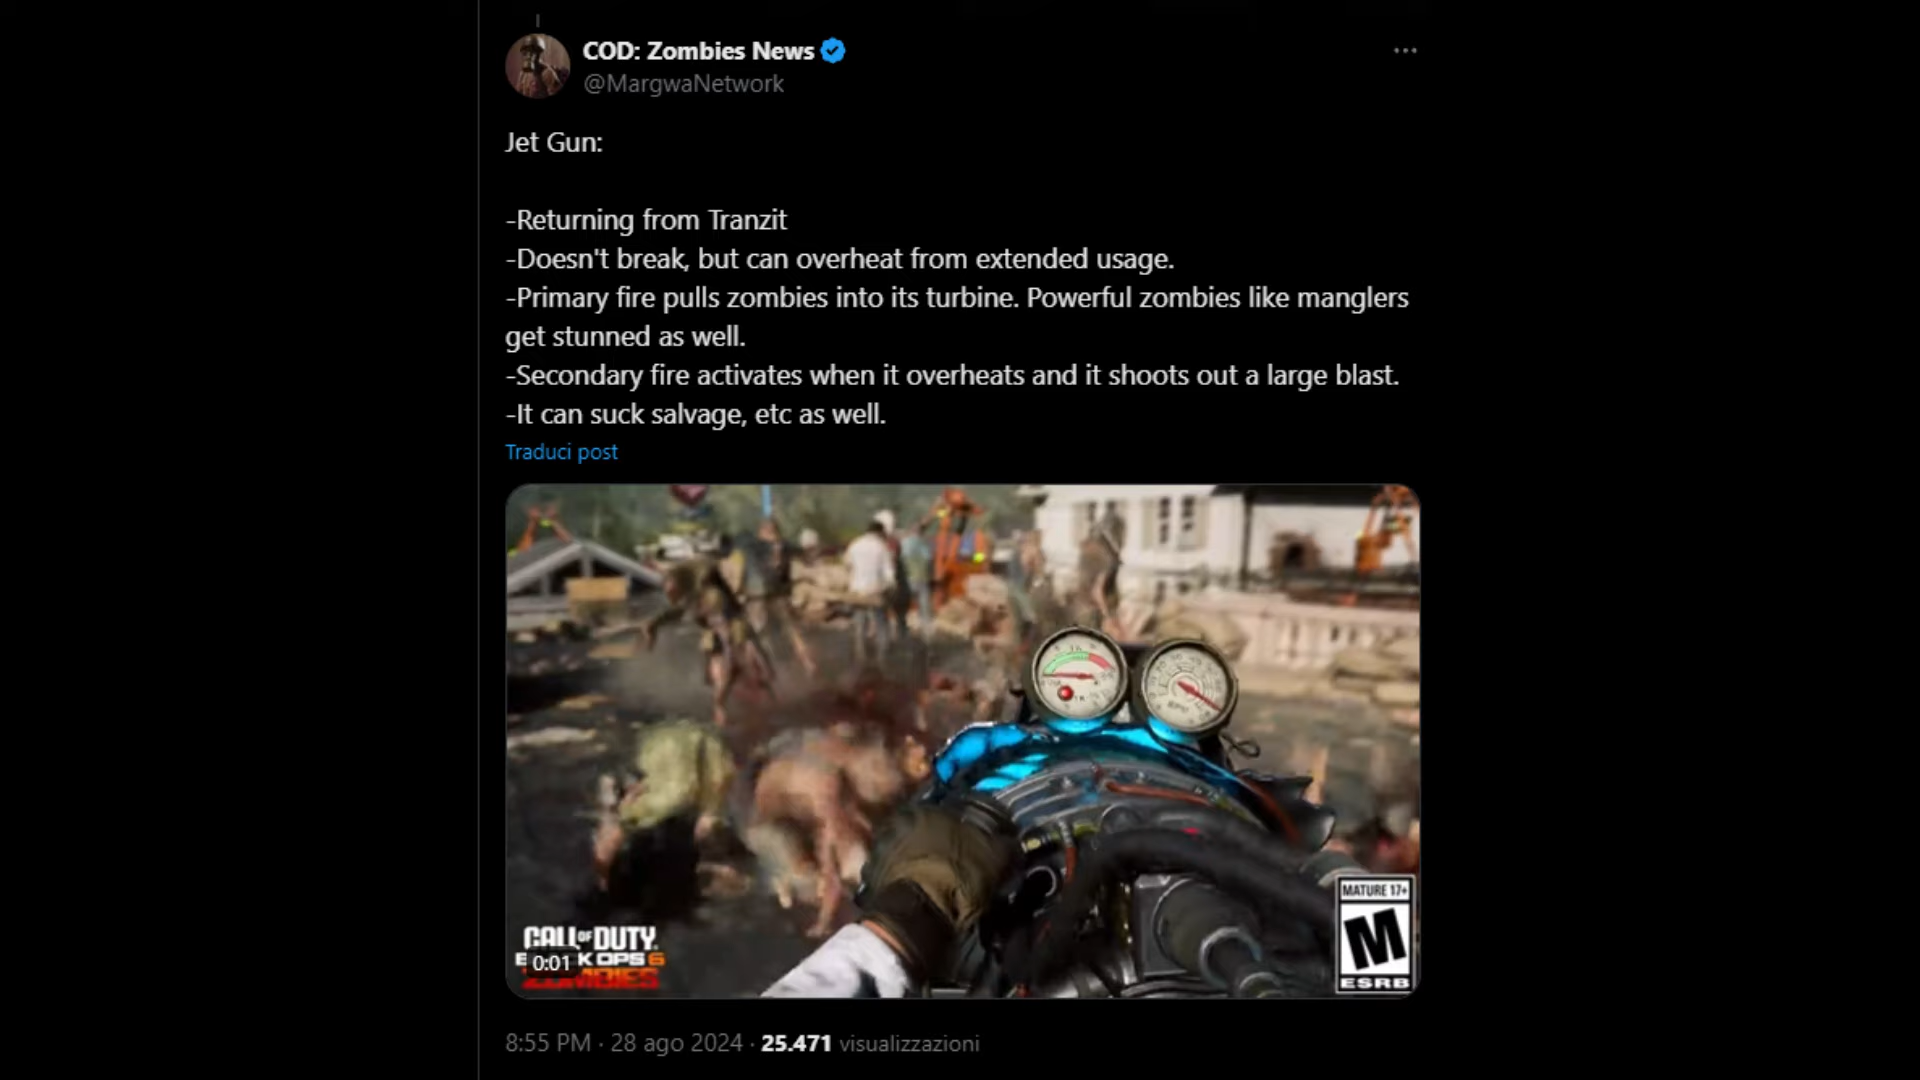 COD: Zombies News
@MargwaNetwork
Jet Gun:
-Returning from Tranzit
-Doesn't break, but can overheat from extended usage.
-Primary fire pulls zombies into its turbine. Powerful zombies like manglers
get stunned as well.
-Secondary fire activates when it overheats and it shoots out a large blast.
-It can suck salvage, etc as well.
Traduci post
CALL OF DUTY
K OPS 6
ZOMBIES
0:01
MATURE 17+
M
ESRB
8:55 PM · 28 ago 2024 · 25.471 visualizzazioni